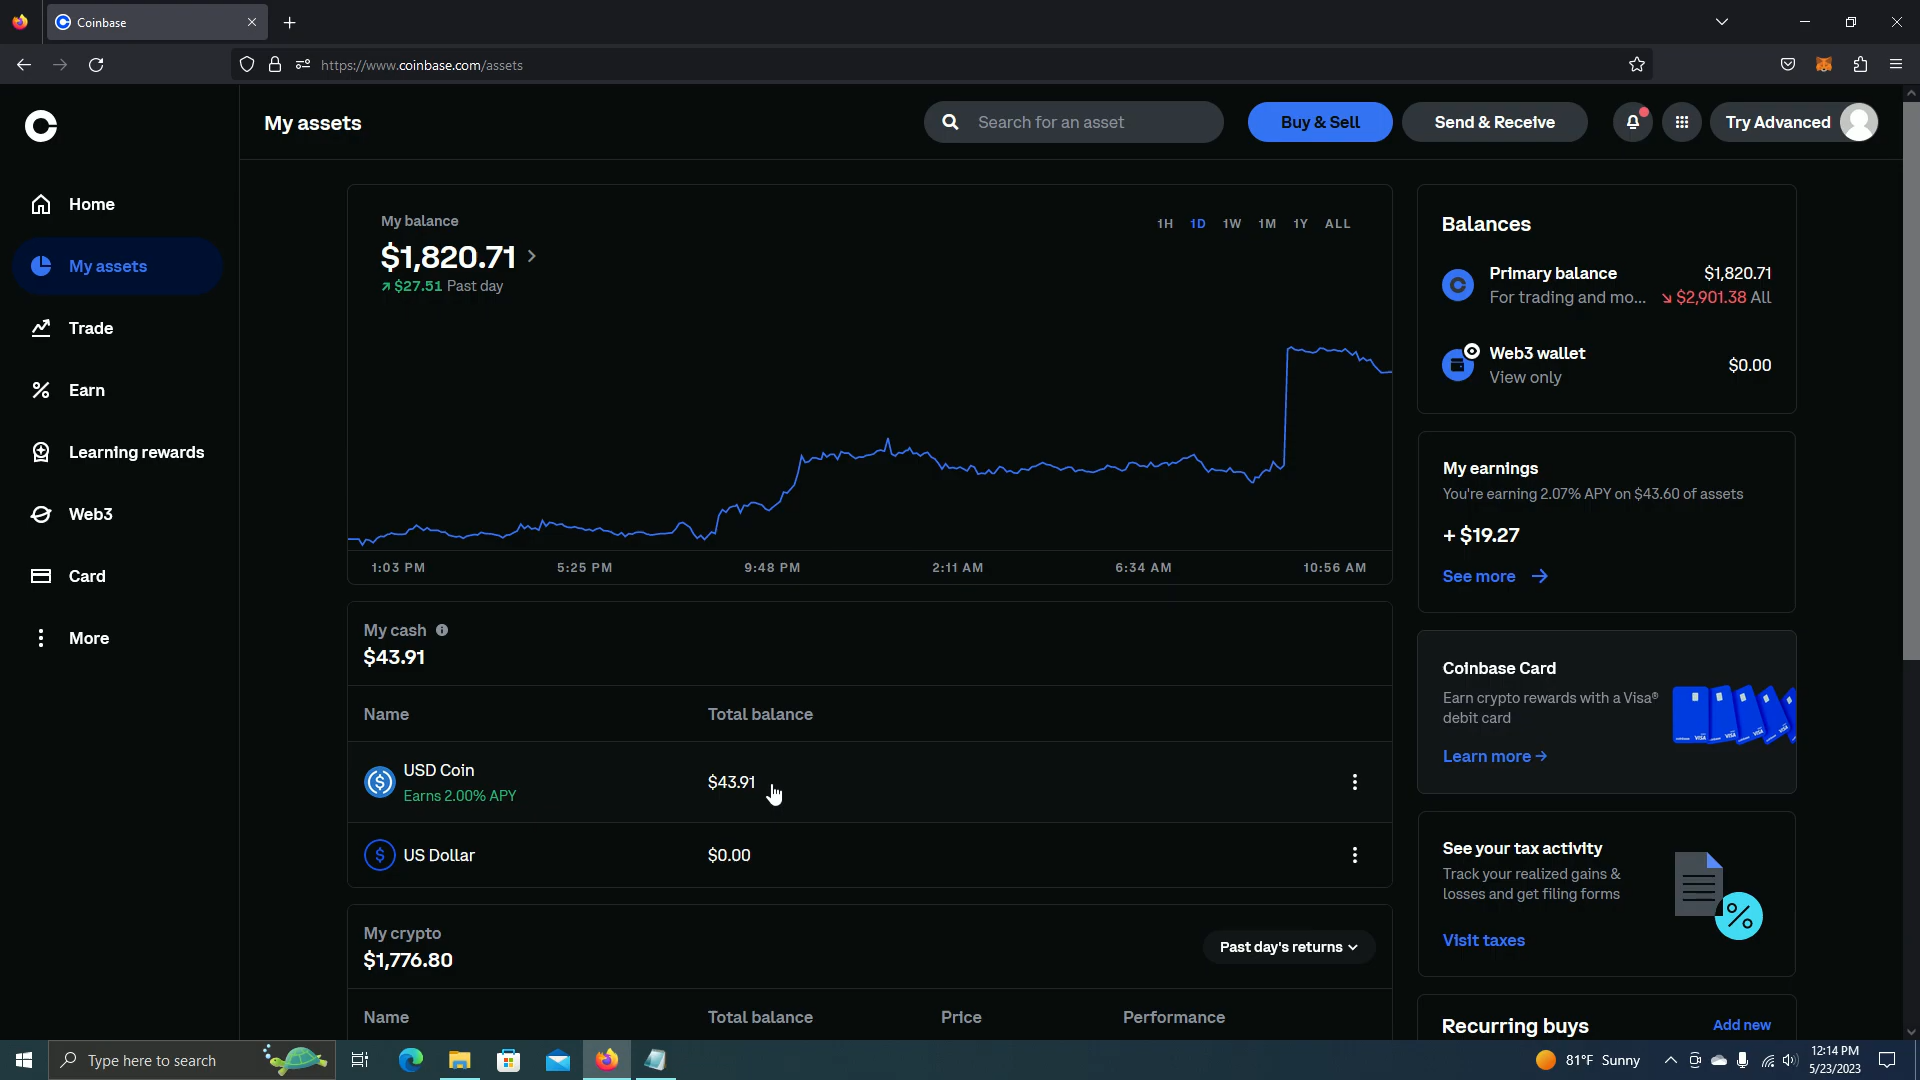 Coinbase
https://www.coinbase.com/assets
My assets
Search for an asset
Buy & Sell
Send & Receive
Try Advanced
Home
My assets
Trade
Earn
Learning rewards
Web3
Card
More
My balance
$1,820.71
$27.51 Past day
1H 1D 1W 1M 1Y ALL
1:03 PM 5:25 PM 9:48 PM 2:11 AM 6:34 AM 10:56 AM
My cash
$43.91
Name Total balance
USD Coin
Earns 2.00% APY
$43.91
US Dollar
$0.00
My crypto
$1,776.80
Past day's returns
Name Total balance Price Performance
Balances
Primary balance $1,820.71
For trading and mo... $2,901.38 All
Web3 wallet
View only
$0.00
My earnings
You're earning 2.07% APY on $43.60 of assets
+ $19.27
See more
Coinbase Card
Earn crypto rewards with a Visa®
debit card
Learn more
See your tax activity
Track your realized gains &
losses and get filing forms
Visit taxes
Recurring buys Add new
Type here to search
81°F Sunny
12:14 PM
5/23/2023